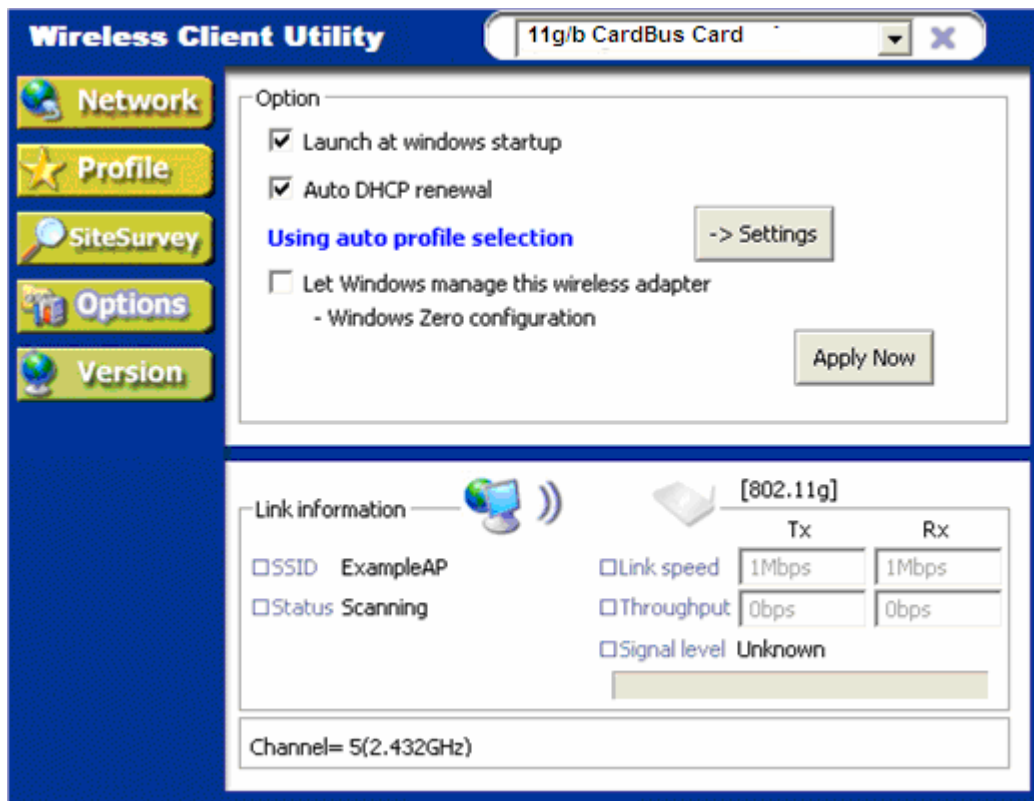 Wireless Client Utility
11g/b CardBus Card
Network
Profile
SiteSurvey
Options
Version
Option
Launch at windows startup
Auto DHCP renewal
Using auto profile selection
-> Settings
Let Windows manage this wireless adapter
- Windows Zero configuration
Apply Now
Link information
[802.11g]
Tx Rx
SSID ExampleAP
Link speed 1Mbps 1Mbps
Status Scanning
Throughput 0bps 0bps
Signal level Unknown
Channel= 5(2.432GHz)